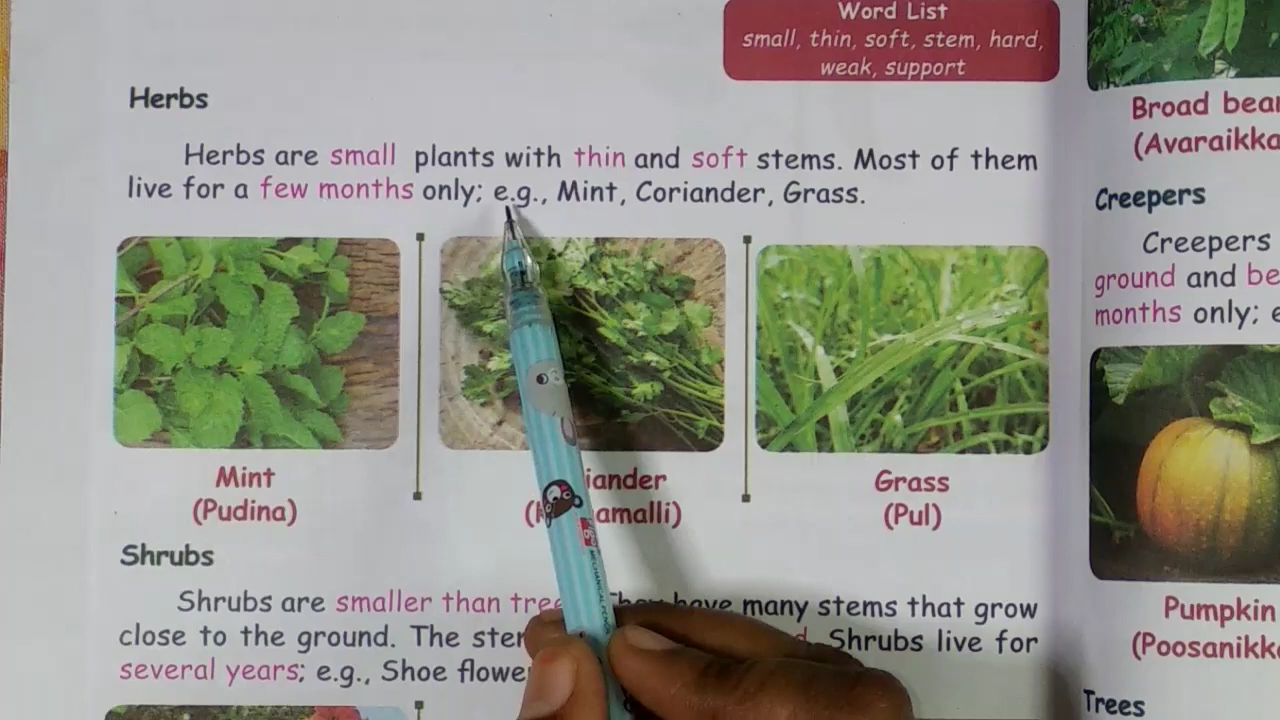 Word List
small, thin, soft, stem, hard,
weak, support
Herbs
Herbs are small plants with thin and soft stems. Most of them
live for a few months only; e.g., Mint, Coriander, Grass.
Mint
(Pudina)
iander
amalli)
Grass
(Pul)
Shrubs
Shrubs are smaller than tree They have many stems that grow
close to the ground. The ste Shrubs live for
several years; e.g., Shoe flowe
Broad bea
(Avaraikka
Creepers
Creepers
ground and be
months only; e
Pumpkin
(Poosanikk
Trees